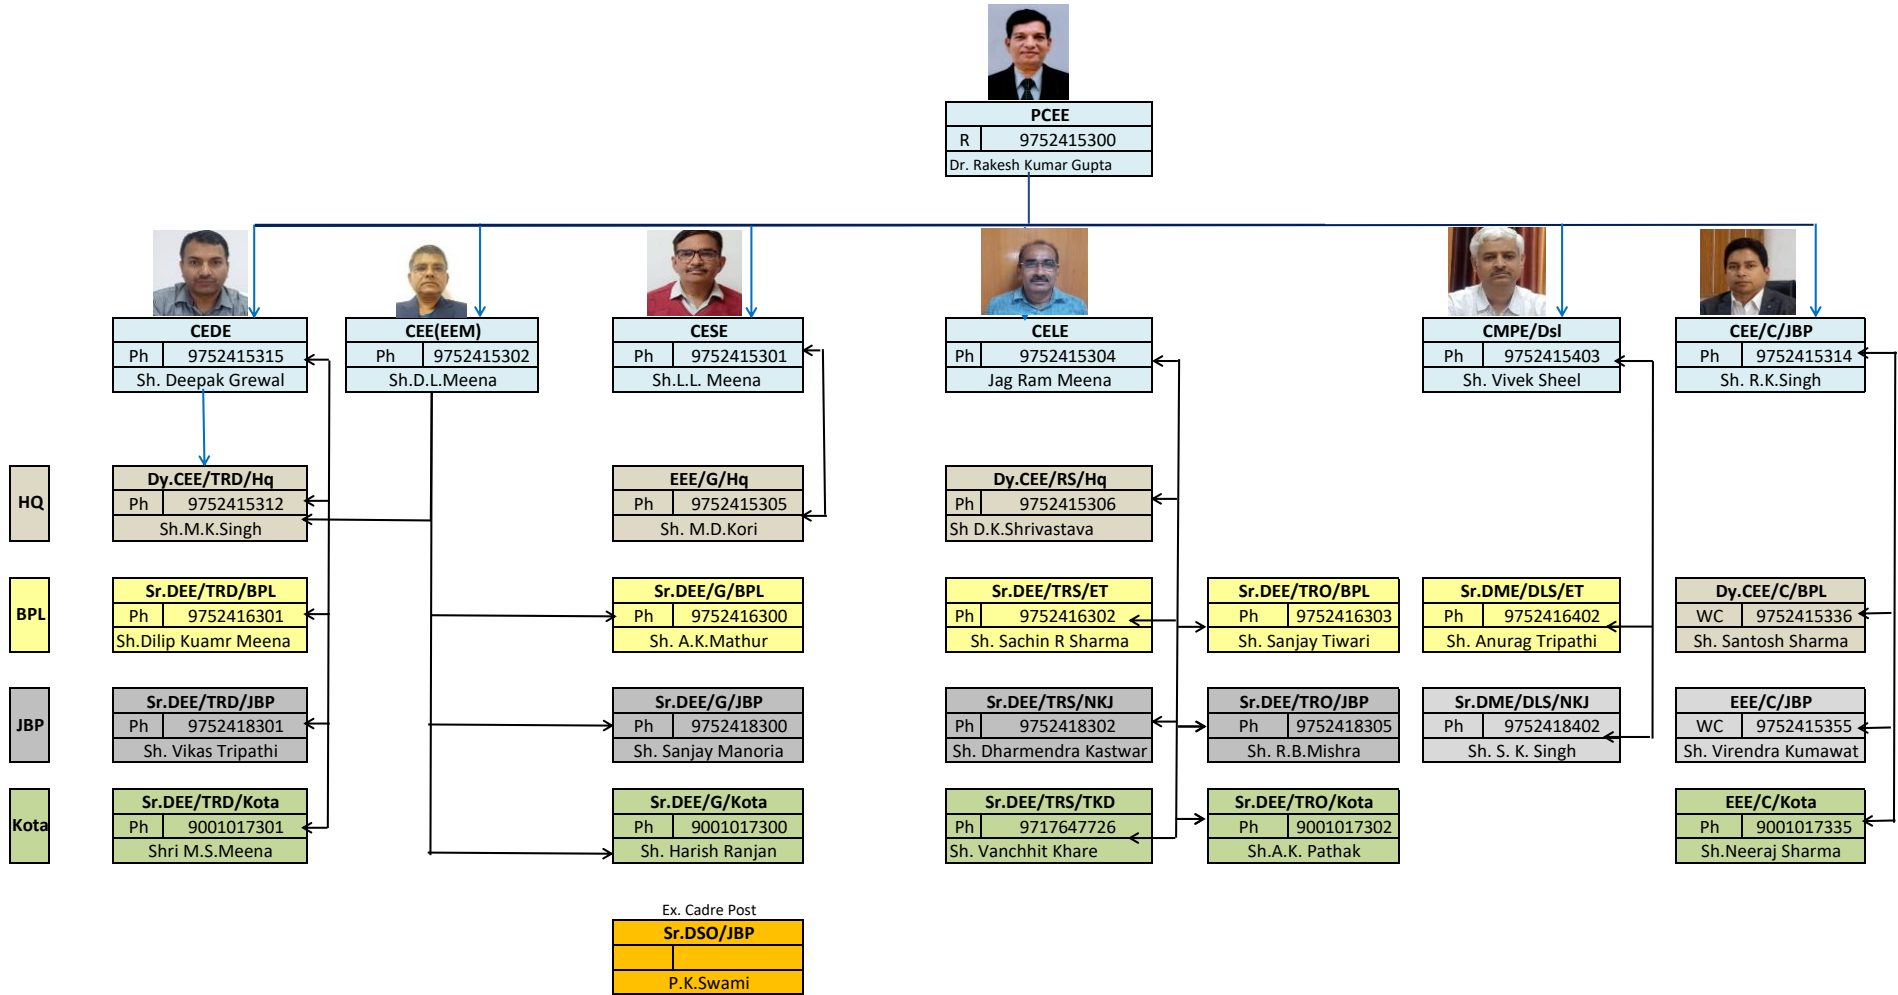 PCEE
R 9752415300
Dr. Rakesh Kumar Gupta
CEDE
Ph 9752415315
Sh. Deepak Grewal
CEE(EEM)
Ph 9752415302
Sh.D.L.Meena
CESE
Ph 9752415301
Sh.L.L. Meena
CELE
Ph 9752415304
Jag Ram Meena
CMPE/Dsl
Ph 9752415403
Sh. Vivek Sheel
CEE/C/JBP
Ph 9752415314
Sh. R.K.Singh
HQ
Dy.CEE/TRD/Hq
Ph 9752415312
Sh.M.K.Singh
EEE/G/Hq
Ph 9752415305
Sh. M.D.Kori
Dy.CEE/RS/Hq
Ph 9752415306
Sh D.K.Shrivastava
BPL
Sr.DEE/TRD/BPL
Ph 9752416301
Sh.Dilip Kuamr Meena
Sr.DEE/G/BPL
Ph 9752416300
Sh. A.K.Mathur
Sr.DEE/TRS/ET
Ph 9752416302
Sh. Sachin R Sharma
Sr.DEE/TRO/BPL
Ph 9752416303
Sh. Sanjay Tiwari
Sr.DME/DLS/ET
Ph 9752416402
Sh. Anurag Tripathi
Dy.CEE/C/BPL
WC 9752415336
Sh. Santosh Sharma
JBP
Sr.DEE/TRD/JBP
Ph 9752418301
Sh. Vikas Tripathi
Sr.DEE/G/JBP
Ph 9752418300
Sh. Sanjay Manoria
Sr.DEE/TRS/NKJ
Ph 9752418302
Sh. Dharmendra Kastwar
Sr.DEE/TRO/JBP
Ph 9752418305
Sh. R.B.Mishra
Sr.DME/DLS/NKJ
Ph 9752418402
Sh. S. K. Singh
EEE/C/JBP
WC 9752415355
Sh. Virendra Kumawat
Kota
Sr.DEE/TRD/Kota
Ph 9001017301
Shri M.S.Meena
Sr.DEE/G/Kota
Ph 9001017300
Sh. Harish Ranjan
Sr.DEE/TRS/TKD
Ph 9717647726
Sh. Vanchhit Khare
Sr.DEE/TRO/Kota
Ph 9001017302
Sh.A.K. Pathak
EEE/C/Kota
Ph 9001017335
Sh.Neeraj Sharma
Ex. Cadre Post
Sr.DSO/JBP
P.K.Swami